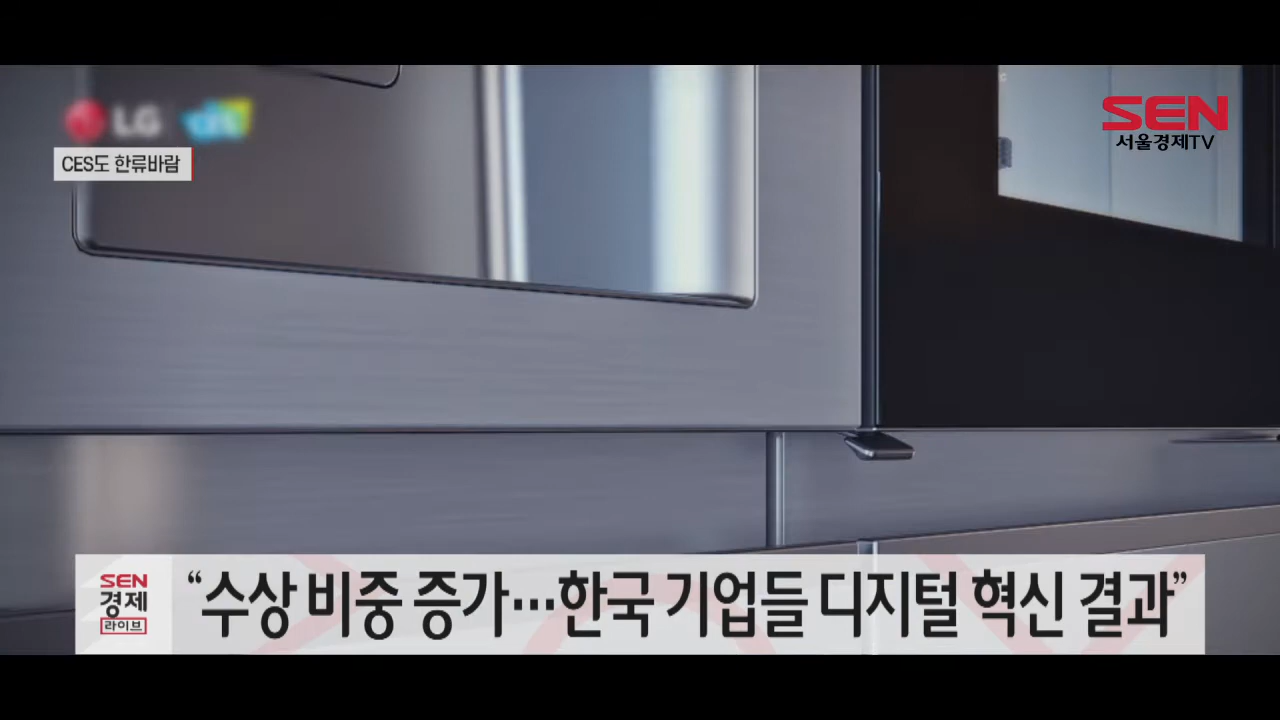 LG CES
SEN
서울경제TV
CES도 한류바람
SEN
경제
라이브
“수상 비중 증가…한국 기업들 디지털 혁신 결과”